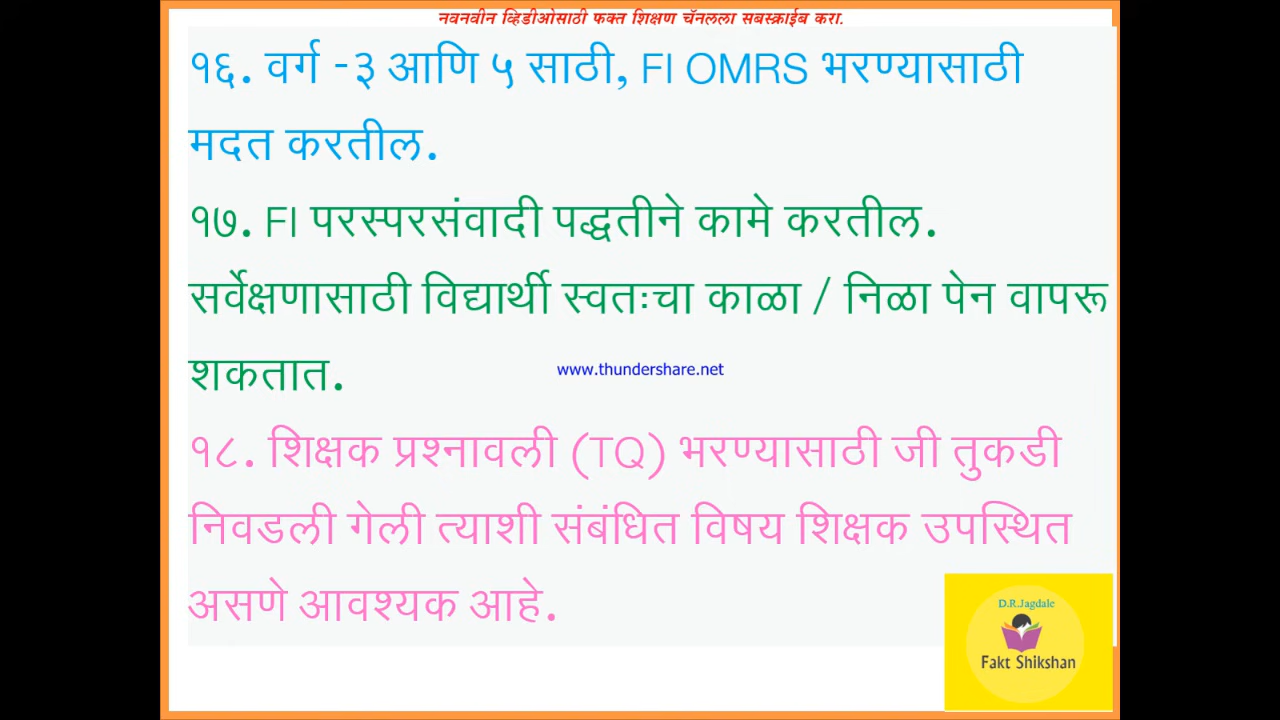 नवनवीन व्हिडीओसाठी फक्त शिक्षण चॅनलला सबस्क्राईब करा.
१६. वर्ग -३ आणि ५ साठी, FI OMRS भरण्यासाठी
मदत करतील.
१७. FI परस्परसंवादी पद्धतीने कामे करतील.
सर्वेक्षणासाठी विद्यार्थी स्वतःचा काळा / निळा पेन वापरू
शकतात.
www.thundershare.net
१८. शिक्षक प्रश्नावली (TQ) भरण्यासाठी जी तुकडी
निवडली गेली त्याशी संबंधित विषय शिक्षक उपस्थित
असणे आवश्यक आहे.
D.R.Jagdale
Fakt Shikshan